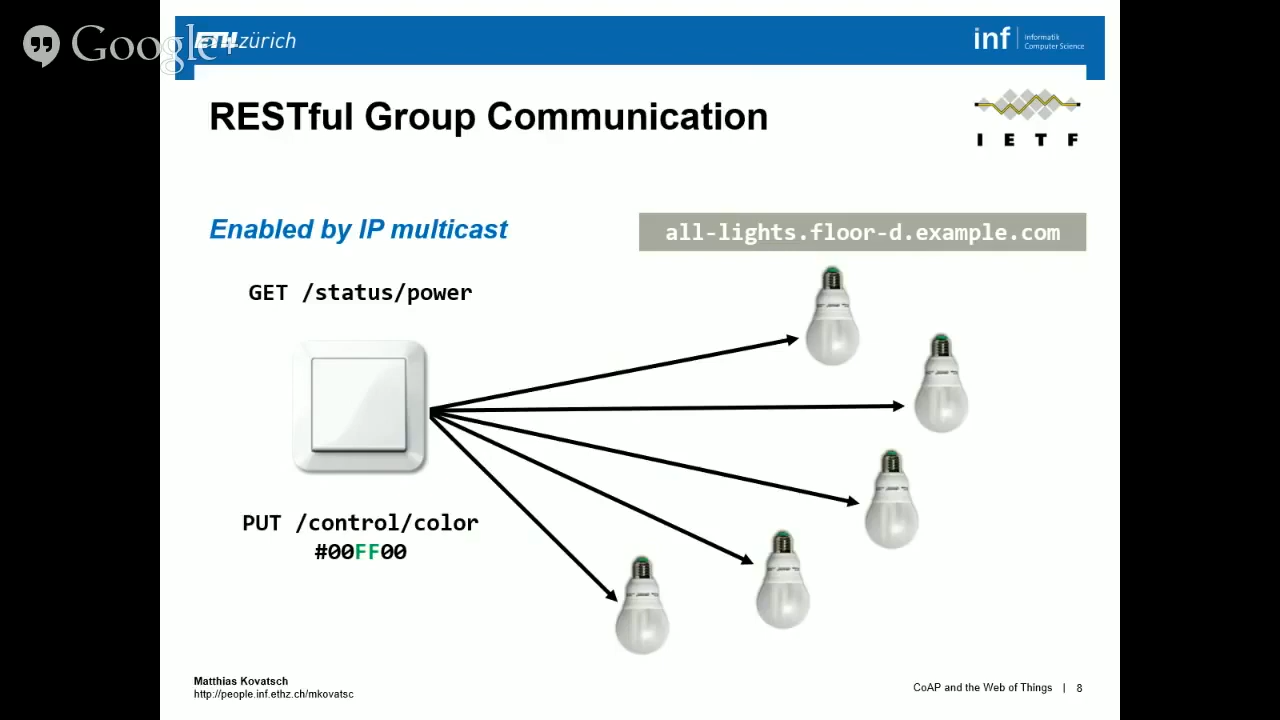 Google+
ETH zürich
inf
Informatik
Computer Science
RESTful Group Communication
IETF
Enabled by IP multicast
all-lights.floor-d.example.com
GET /status/power
PUT /control/color
#00FF00
Matthias Kovatsch
http://people.inf.ethz.ch/mkovatsc
CoAP and the Web of Things | 8